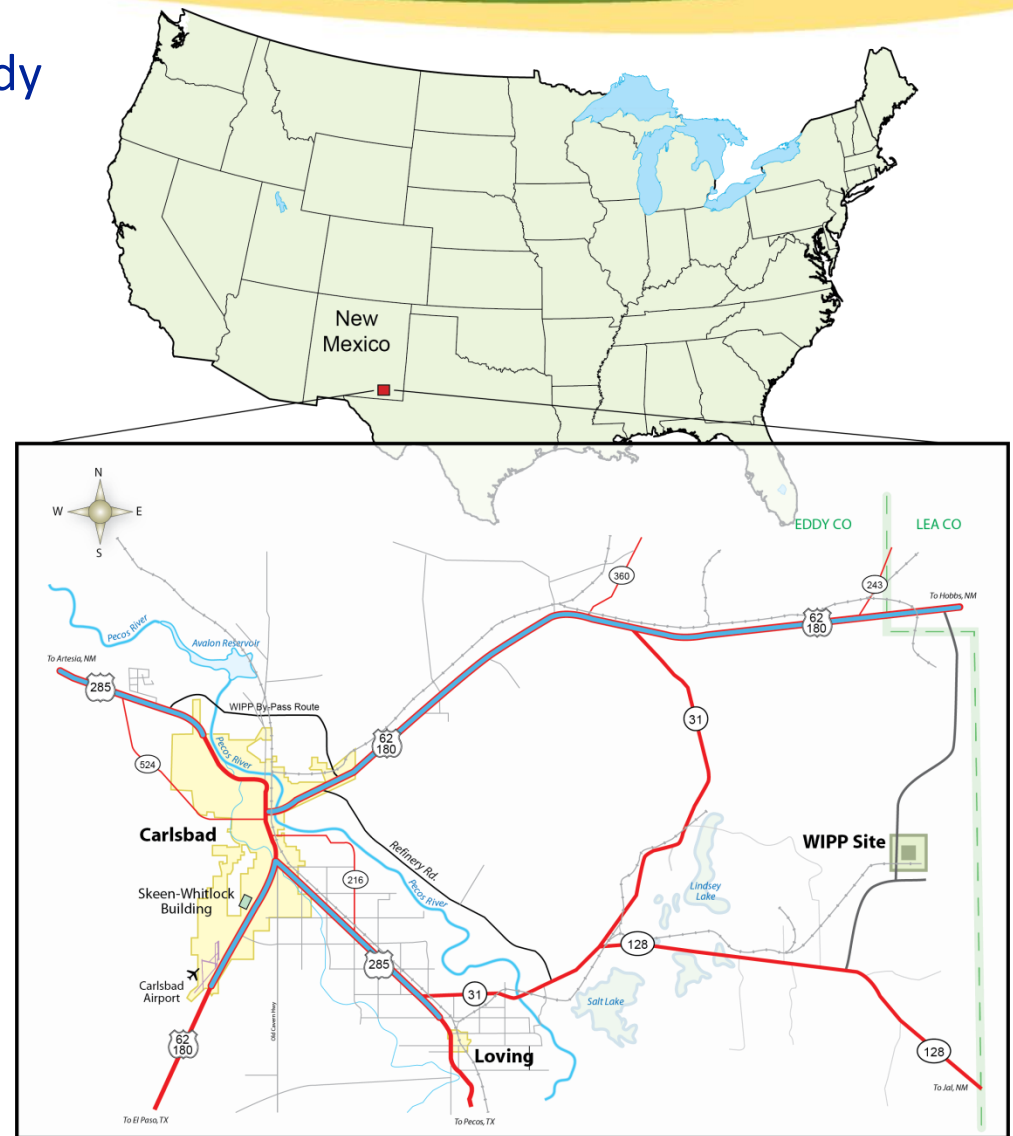 dy
New
Mexico
N
W
E
S
EDDY CO
LEA CO
360
243
To Hobbs, NM
62
180
Pecos River
Avalon Reservoir
To Artesia, NM
285
WIPP By-Pass Route
Pecos River
62
180
31
524
Carlsbad
Refinery Rd.
WIPP Site
216
Skeen-Whitlock
Building
Pecos River
Lindsey
Lake
128
285
Carlsbad
Airport
31
Salt Lake
Old Cavern Hwy
62
180
Loving
128
To Jal, NM
To El Paso, TX
To Pecos, TX